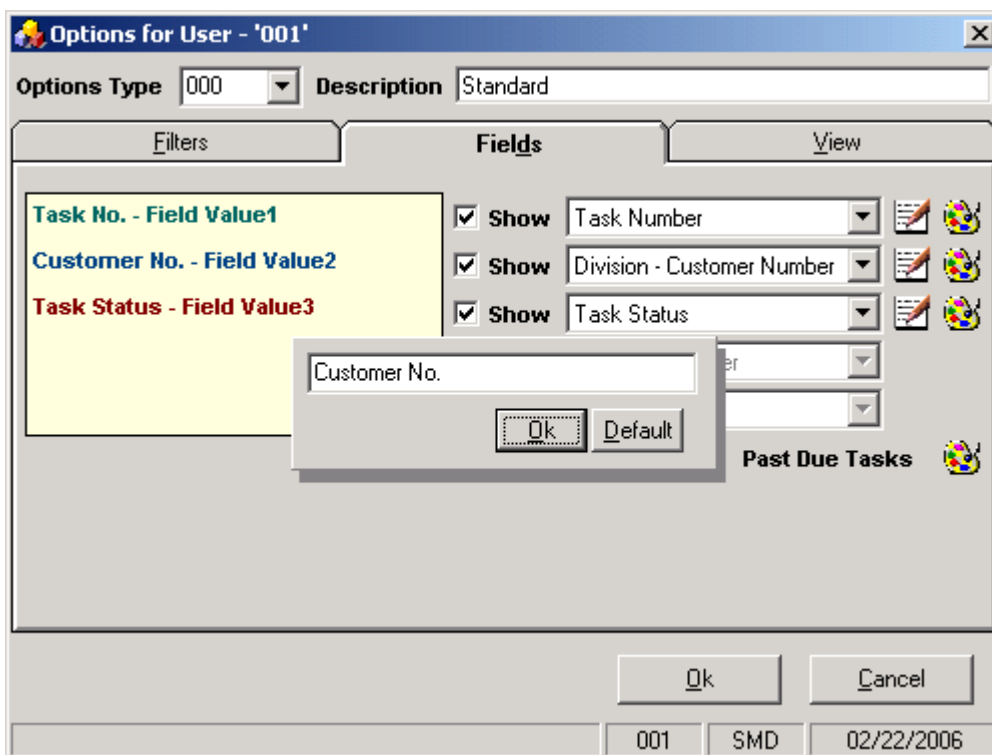 Options for User - '001'
Options Type 000 Description Standard
Filters Fields View
Task No. - Field Value1 Show Task Number
Customer No. - Field Value2 Show Division - Customer Number
Task Status - Field Value3 Show Task Status
Customer No.
Ok Default
Past Due Tasks
Ok Cancel
001 SMD 02/22/2006